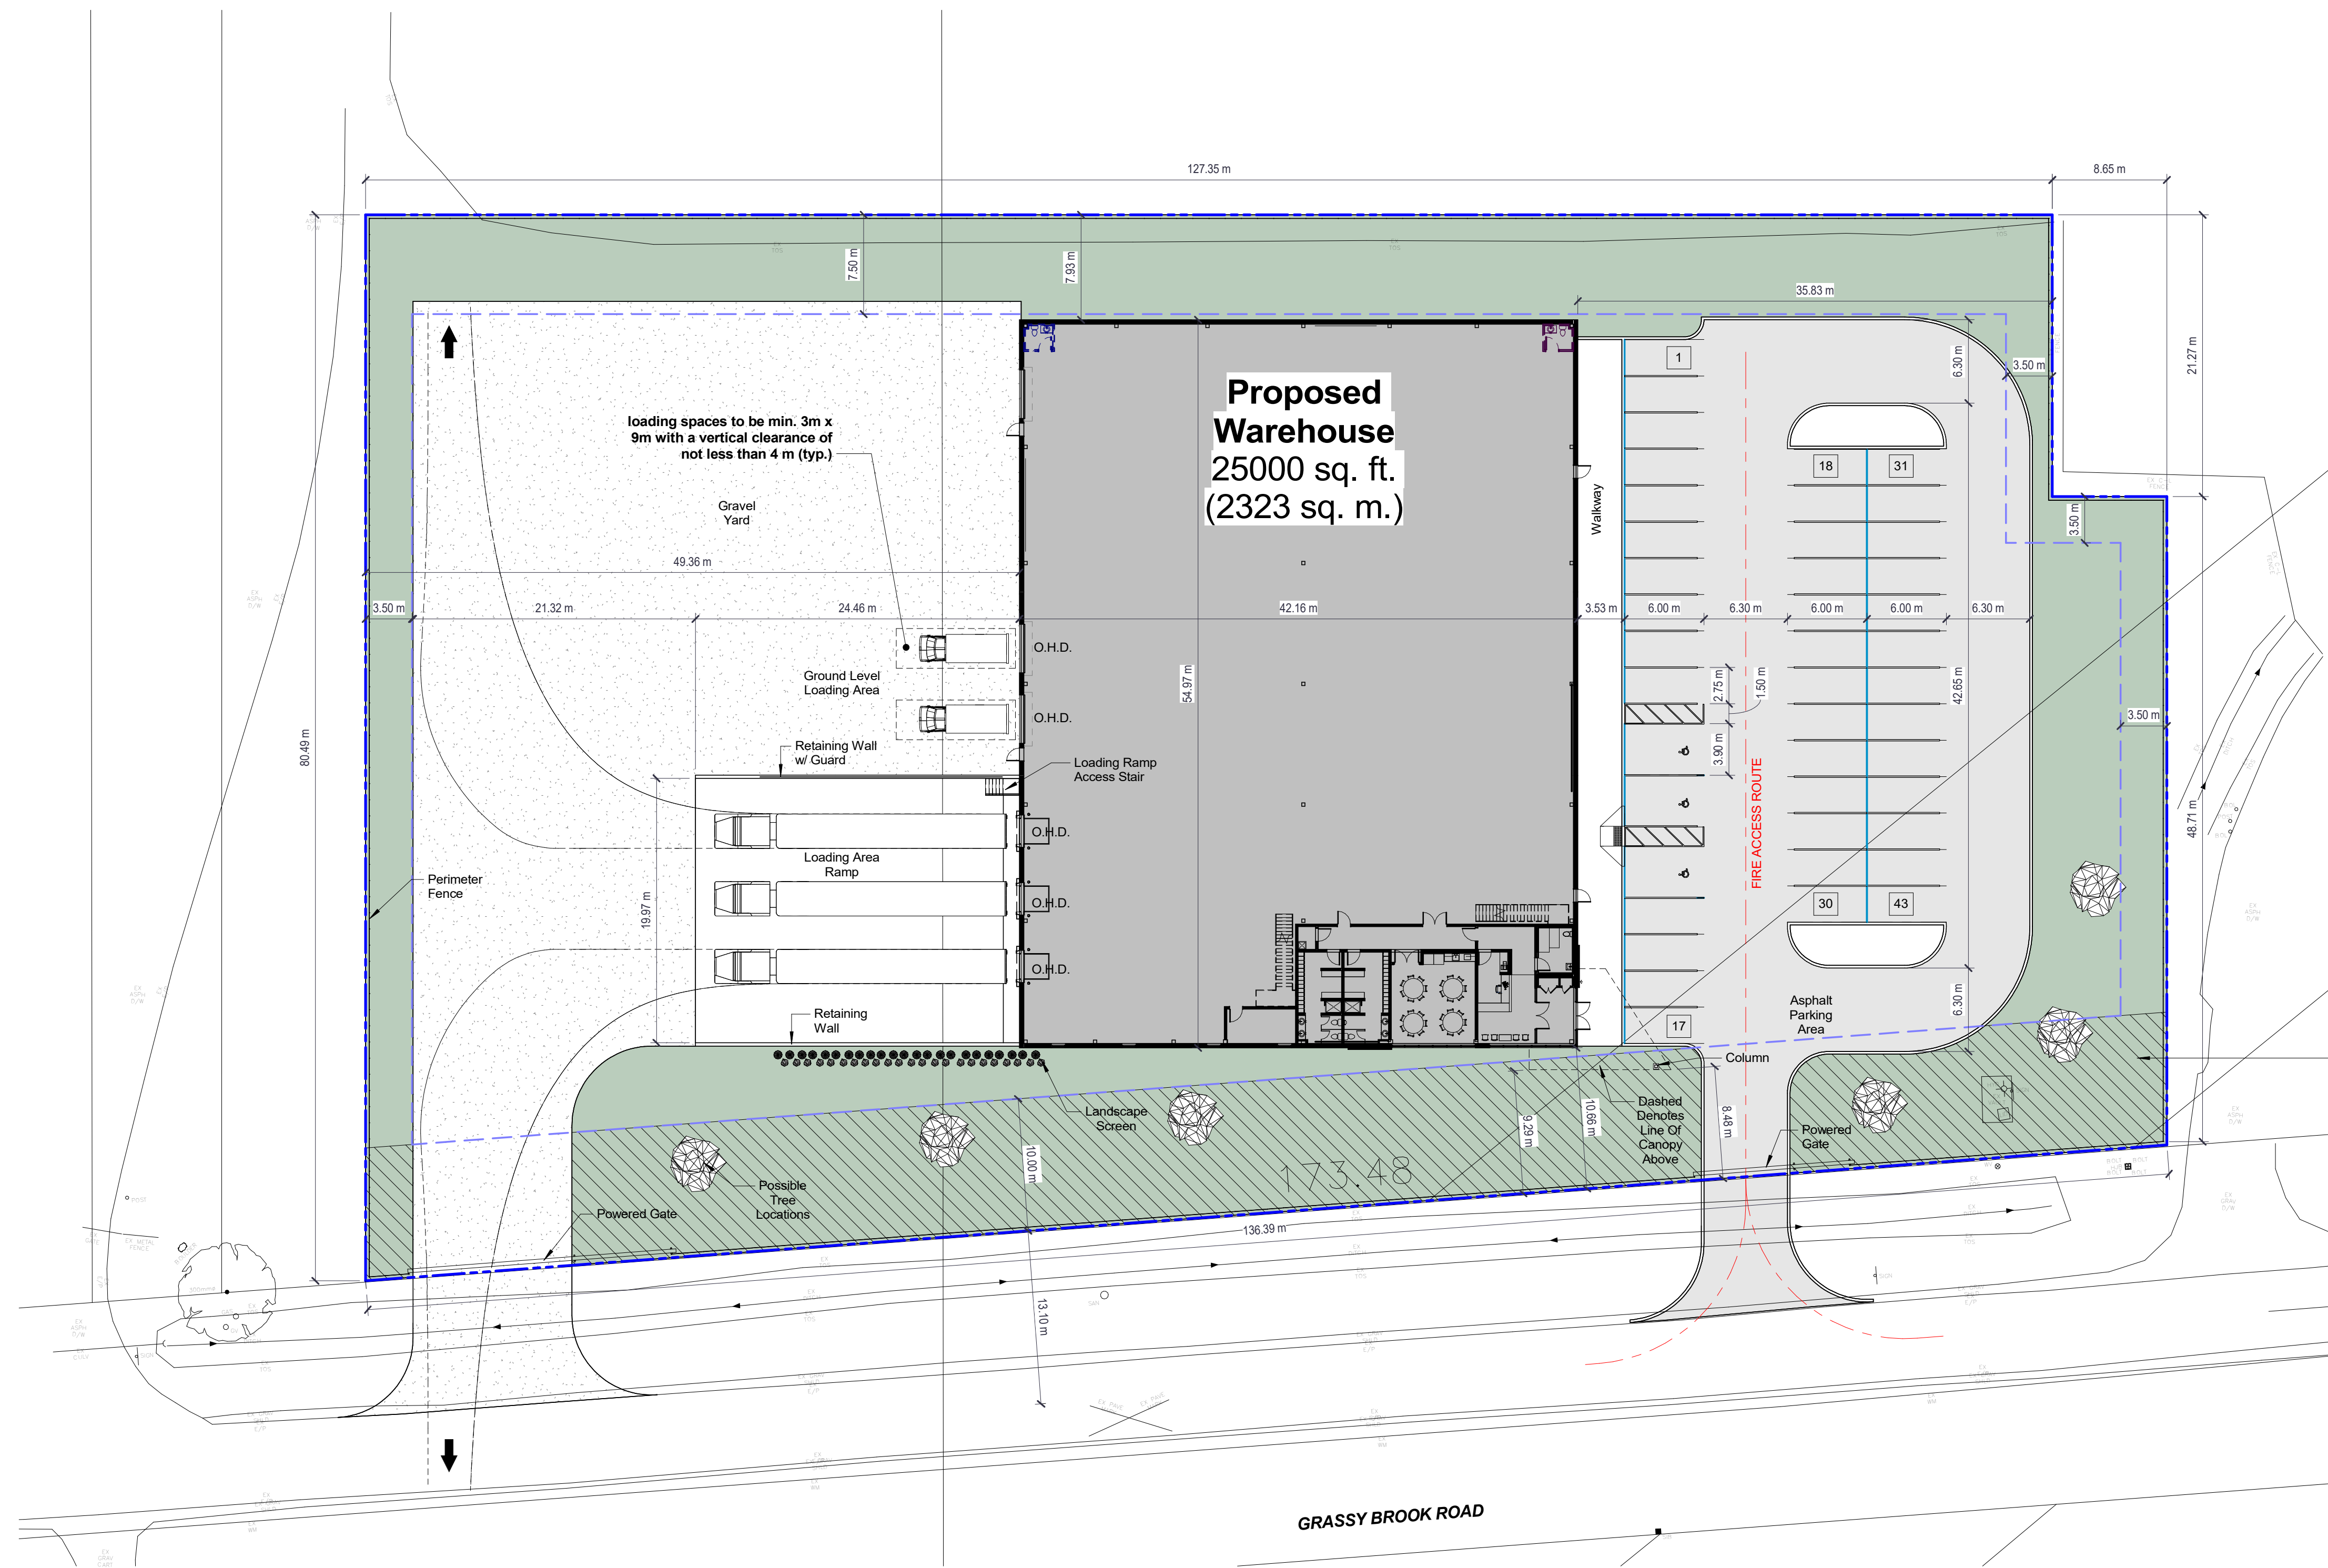 127.35 m
8.65 m
7.50 m
7.93 m
35.83 m
21.27 m
6.30 m
3.50 m
1
Proposed
Warehouse
25000 sq. ft.
(2323 sq. m.)
loading spaces to be min. 3m x
9m with a vertical clearance of
not less than 4 m (typ.)
18
31
Gravel
Yard
Walkway
3.50 m
49.36 m
3.50 m
21.32 m
24.46 m
42.16 m
3.53 m
6.00 m
6.30 m
6.00 m
6.00 m
6.30 m
O.H.D.
Ground Level
Loading Area
54.97 m
2.75 m
1.50 m
42.65 m
O.H.D.
3.50 m
80.49 m
Retaining Wall
w/ Guard
3.90 m
Loading Ramp
Access Stair
FIRE ACCESS ROUTE
48.71 m
O.H.D.
Loading Area
Ramp
Perimeter
Fence
19.97 m
O.H.D.
30
43
O.H.D.
6.30 m
Asphalt
Parking
Area
Retaining
Wall
17
Column
Landscape
Screen
9.29 m
10.66 m
Dashed
Denotes
Line Of
Canopy
Above
8.48 m
Powered
Gate
10.00 m
173.48
Possible
Tree
Locations
Powered Gate
136.39 m
13.10 m
GRASSY BROOK ROAD
EX METAL
FENCE
EX PAVE
EX PAVE